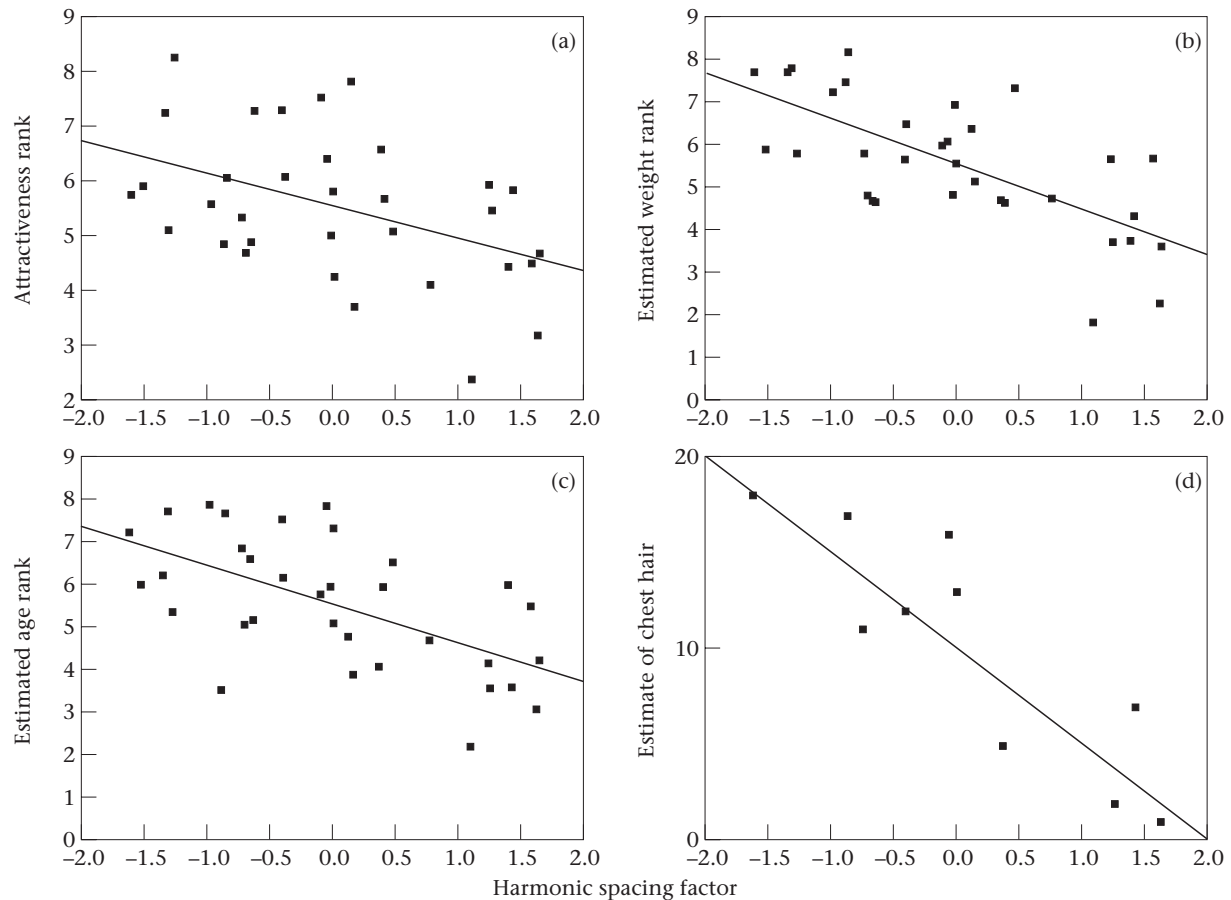 9
8
7
6
5
4
3
2
Attractiveness rank
(a)
−2.0 −1.5 −1.0 −0.5 0.0 0.5 1.0 1.5 2.0
9
8
7
6
5
4
3
2
1
0
Estimated weight rank
(b)
−2.0 −1.5 −1.0 −0.5 0.0 0.5 1.0 1.5 2.0
9
8
7
6
5
4
3
2
1
0
Estimated age rank
(c)
−2.0 −1.5 −1.0 −0.5 0.0 0.5 1.0 1.5 2.0
20
10
0
Estimate of chest hair
(d)
−2.0 −1.5 −1.0 −0.5 0.0 0.5 1.0 1.5 2.0
Harmonic spacing factor